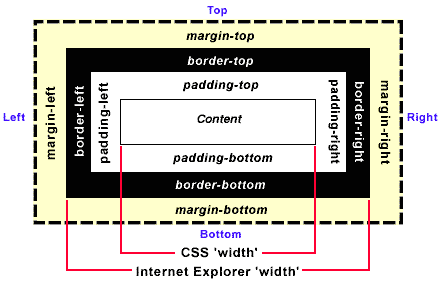 Top
margin-top
border-top
padding-top
Left
margin-left
border-left
padding-left
Content
padding-right
border-right
margin-right
Right
padding-bottom
border-bottom
margin-bottom
Bottom
CSS 'width'
Internet Explorer 'width'